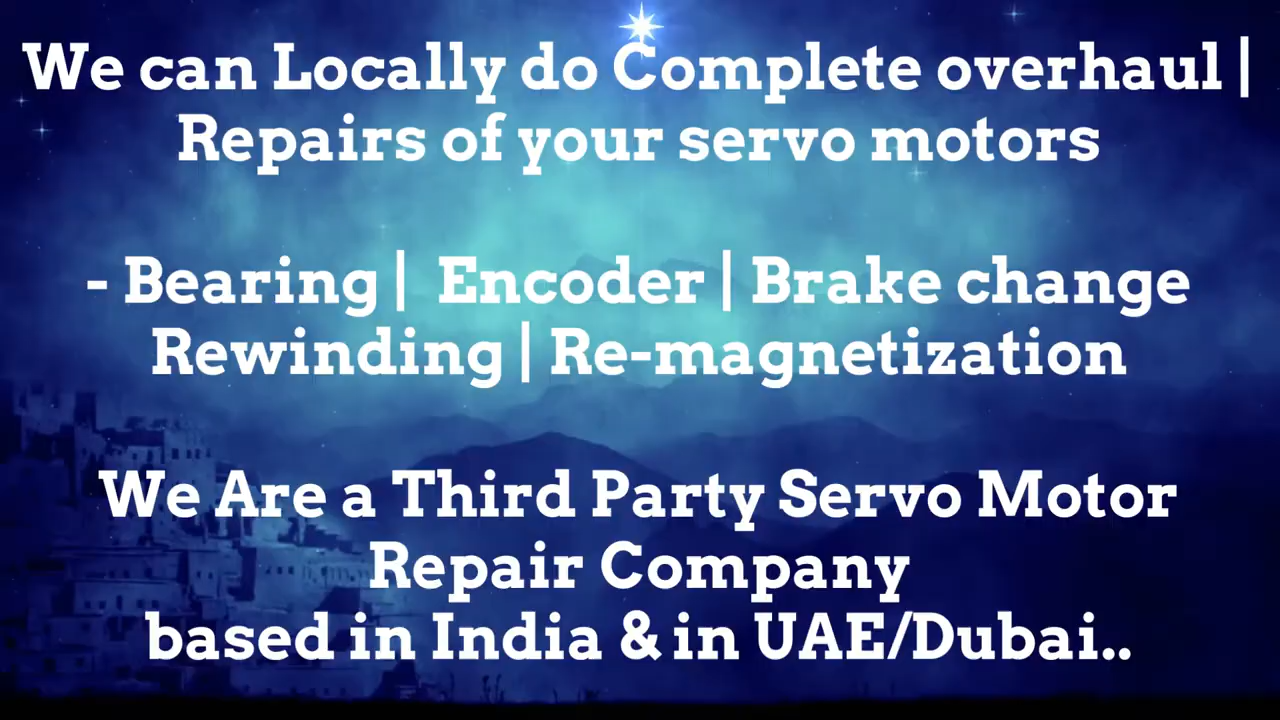 We can Locally do Complete overhaul |
Repairs of your servo motors
- Bearing | Encoder | Brake change
Rewinding | Re-magnetization
We Are a Third Party Servo Motor
Repair Company
based in India & in UAE/Dubai..